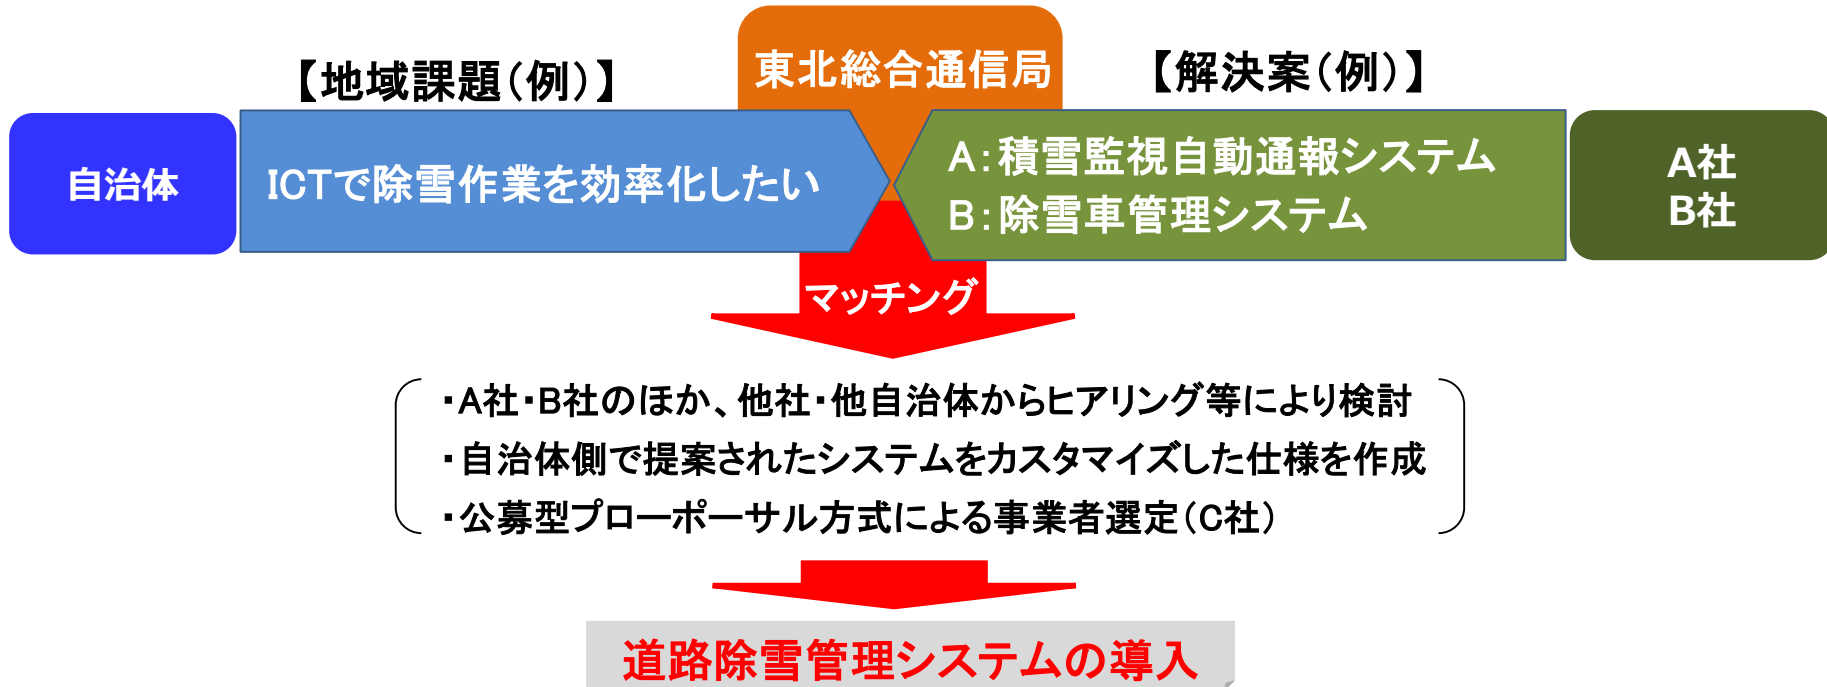 東北総合通信局
【地域課題(例)】
【解決案(例)】
自治体
ICTで除雪作業を効率化したい
A:積雪監視自動通報システム
B:除雪車管理システム
A社
B社
マッチング
・A社・B社のほか、他社・他自治体からヒアリング等により検討
・自治体側で提案されたシステムをカスタマイズした仕様を作成
・公募型プローポーサル方式による事業者選定(C社)
道路除雪管理システムの導入